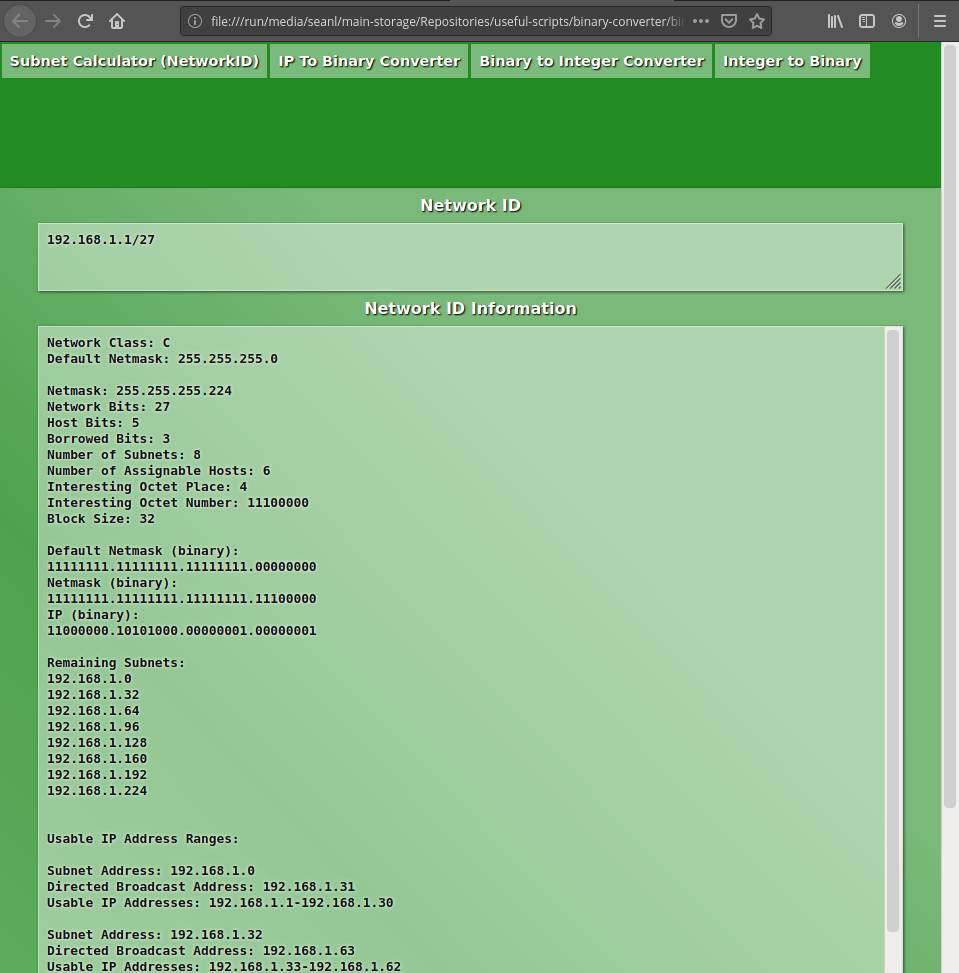 file:///run/media/seanl/main-storage/Repositories/useful-scripts/binary-converter/
Subnet Calculator (NetworkID) IP To Binary Converter Binary to Integer Converter Integer to Binary
Network ID
192.168.1.1/27
Network ID Information
Network Class: C
Default Netmask: 255.255.255.0
Netmask: 255.255.255.224
Network Bits: 27
Host Bits: 5
Borrowed Bits: 3
Number of Subnets: 8
Number of Assignable Hosts: 6
Interesting Octet Place: 4
Interesting Octet Number: 11100000
Block Size: 32
Default Netmask (binary):
11111111.11111111.11111111.00000000
Netmask (binary):
11111111.11111111.11111111.11100000
IP (binary):
11000000.10101000.00000001.00000001
Remaining Subnets:
192.168.1.0
192.168.1.32
192.168.1.64
192.168.1.96
192.168.1.128
192.168.1.160
192.168.1.192
192.168.1.224
Usable IP Address Ranges:
Subnet Address: 192.168.1.0
Directed Broadcast Address: 192.168.1.31
Usable IP Addresses: 192.168.1.1-192.168.1.30
Subnet Address: 192.168.1.32
Directed Broadcast Address: 192.168.1.63
Usable IP Addresses: 192.168.1.33-192.168.1.62